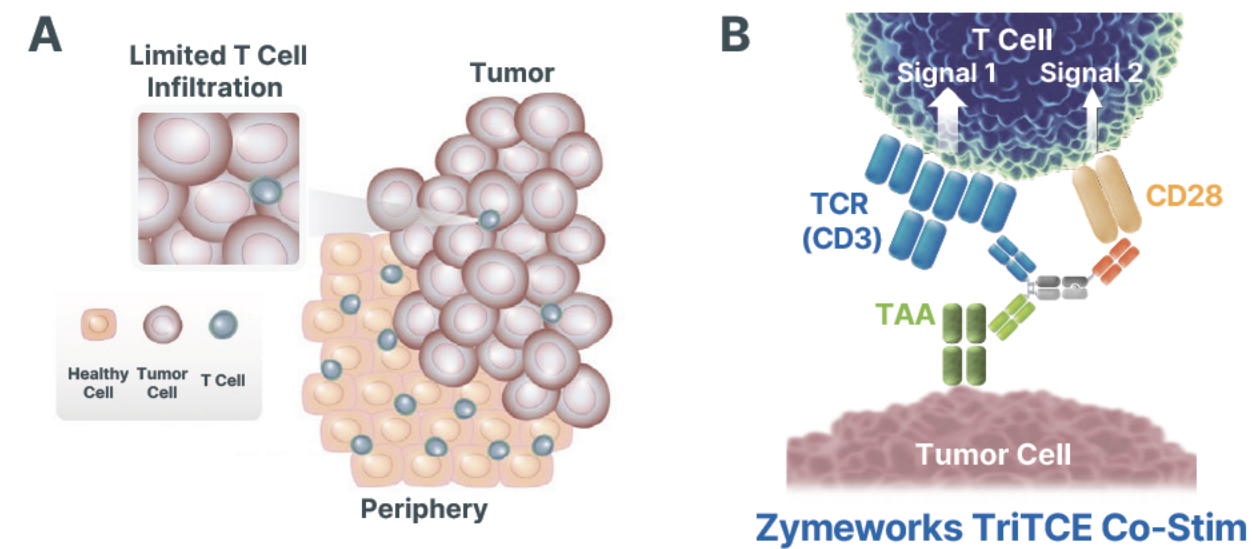 A
Limited T Cell
Infiltration
Tumor
Healthy
Cell
Tumor
Cell
T Cell
Periphery
B
T Cell
Signal 1
Signal 2
TCR
(CD3)
CD28
TAA
Tumor Cell
Zymeworks TriTCE Co-Stim